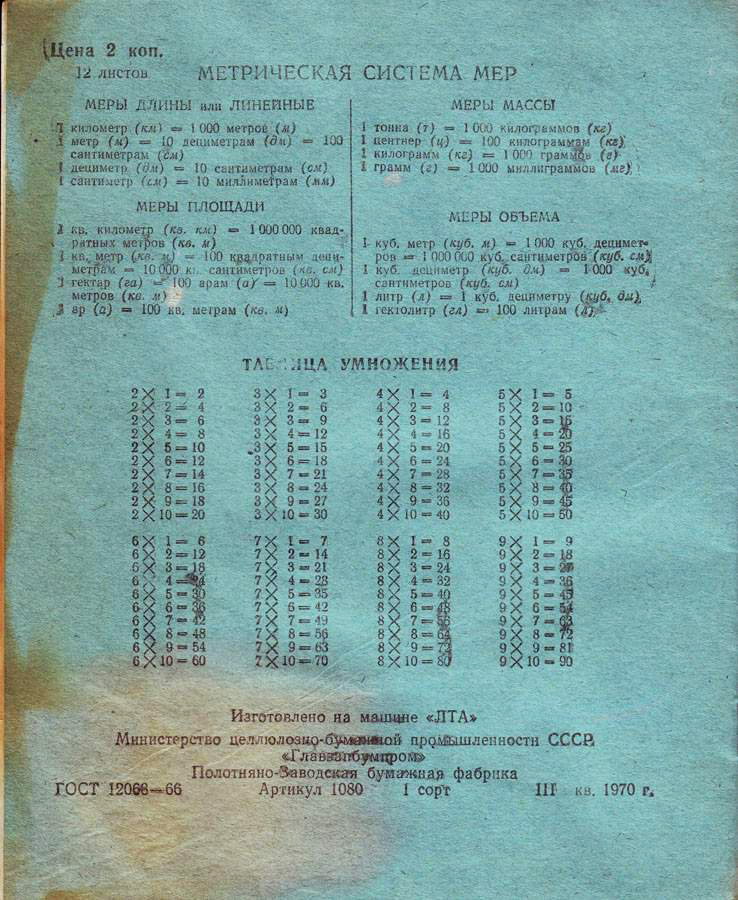 Цена 2 коп.
12 листов
МЕТРИЧЕСКАЯ СИСТЕМА МЕР
МЕРЫ ДЛИНЫ или ЛИНЕЙНЫЕ
1 километр (км) = 1 000 метров (м)
1 метр (м) = 10 дециметрам (дм) = 100
сантиметрам (см)
1 дециметр (дм) = 10 сантиметрам (см)
1 сантиметр (см) = 10 миллиметрам (мм)
МЕРЫ ПЛОЩАДИ
1 кв. километр (кв. км) = 1 000 000 квад-
ратных метров (кв. м)
1 кв. метр (кв. м) = 100 квадратным деци-
метрам = 10 000 кв. сантиметров (кв. см)
1 гектар (га) = 100 арам (а) = 10 000 кв.
метров (кв. м)
1 ар (а) = 100 кв. метрам (кв. м)
МЕРЫ МАССЫ
1 тонна (т) = 1 000 килограммов (кг)
1 центнер (ц) = 100 килограммам (кг)
1 килограмм (кг) = 1 000 граммов (г)
1 грамм (г) = 1 000 миллиграммов (мг)
МЕРЫ ОБЪЕМА
1 куб. метр (куб. м) = 1 000 куб. децимет-
ров = 1 000 000 куб. сантиметров (куб. см)
1 куб. дециметр (куб. дм) = 1 000 куб.
сантиметров (куб. см)
1 литр (л) = 1 куб. дециметру (куб. дм)
1 гектолитр (гл) = 100 литрам (л)
ТАБЛИЦА УМНОЖЕНИЯ
2 × 1 = 2 3 × 1 = 3 4 × 1 = 4 5 × 1 = 5
2 × 2 = 4 3 × 2 = 6 4 × 2 = 8 5 × 2 = 10
2 × 3 = 6 3 × 3 = 9 4 × 3 = 12 5 × 3 = 15
2 × 4 = 8 3 × 4 = 12 4 × 4 = 16 5 × 4 = 20
2 × 5 = 10 3 × 5 = 15 4 × 5 = 20 5 × 5 = 25
2 × 6 = 12 3 × 6 = 18 4 × 6 = 24 5 × 6 = 30
2 × 7 = 14 3 × 7 = 21 4 × 7 = 28 5 × 7 = 35
2 × 8 = 16 3 × 8 = 24 4 × 8 = 32 5 × 8 = 40
2 × 9 = 18 3 × 9 = 27 4 × 9 = 36 5 × 9 = 45
2 × 10 = 20 3 × 10 = 30 4 × 10 = 40 5 × 10 = 50
6 × 1 = 6 7 × 1 = 7 8 × 1 = 8 9 × 1 = 9
6 × 2 = 12 7 × 2 = 14 8 × 2 = 16 9 × 2 = 18
6 × 3 = 18 7 × 3 = 21 8 × 3 = 24 9 × 3 = 27
6 × 4 = 24 7 × 4 = 28 8 × 4 = 32 9 × 4 = 36
6 × 5 = 30 7 × 5 = 35 8 × 5 = 40 9 × 5 = 45
6 × 6 = 36 7 × 6 = 42 8 × 6 = 48 9 × 6 = 54
6 × 7 = 42 7 × 7 = 49 8 × 7 = 56 9 × 7 = 63
6 × 8 = 48 7 × 8 = 56 8 × 8 = 64 9 × 8 = 72
6 × 9 = 54 7 × 9 = 63 8 × 9 = 72 9 × 9 = 81
6 × 10 = 60 7 × 10 = 70 8 × 10 = 80 9 × 10 = 90
Изготовлено на машине «ЛТА»
Министерство целлюлозно-бумажной промышленности СССР
«Главзапбумпром»
Полотняно-Заводская бумажная фабрика
ГОСТ 12063—66 Артикул 1080 I сорт III кв. 1970 г.